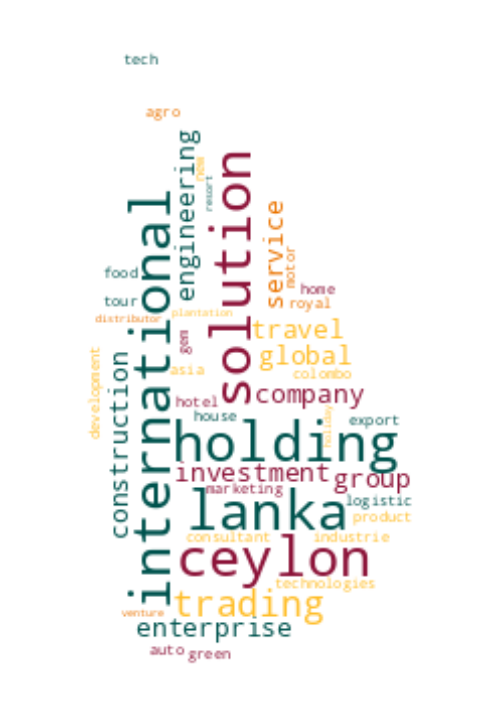 tech
agro
engineering
new
resort
solution
international
service
motor
food
home
tour
royal
distributor
plantation
travel
gem
global
asia
colombo
development
construction
hotel
company
house
holiday
export
holding
investment
group
marketing
lanka
logistic
product
consultant
industrie
ceylon
technologies
trading
venture
enterprise
auto
green